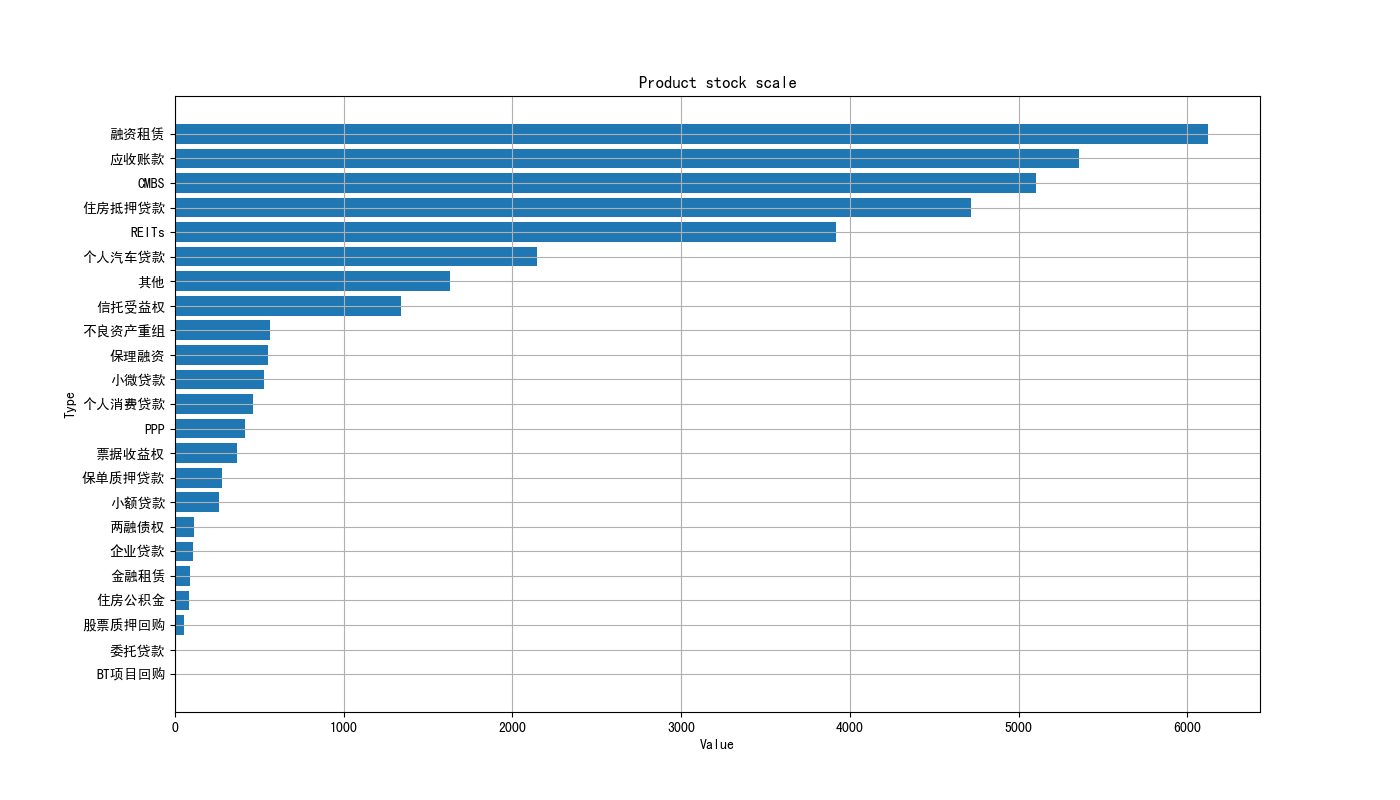 Product stock scale
融资租赁
应收账款
CMBS
住房抵押贷款
REITs
个人汽车贷款
其他
信托受益权
不良资产重组
保理融资
小微贷款
Type
个人消费贷款
PPP
票据收益权
保单质押贷款
小额贷款
两融债权
企业贷款
金融租赁
住房公积金
股票质押回购
委托贷款
BT项目回购
0 1000 2000 3000 4000 5000 6000
Value